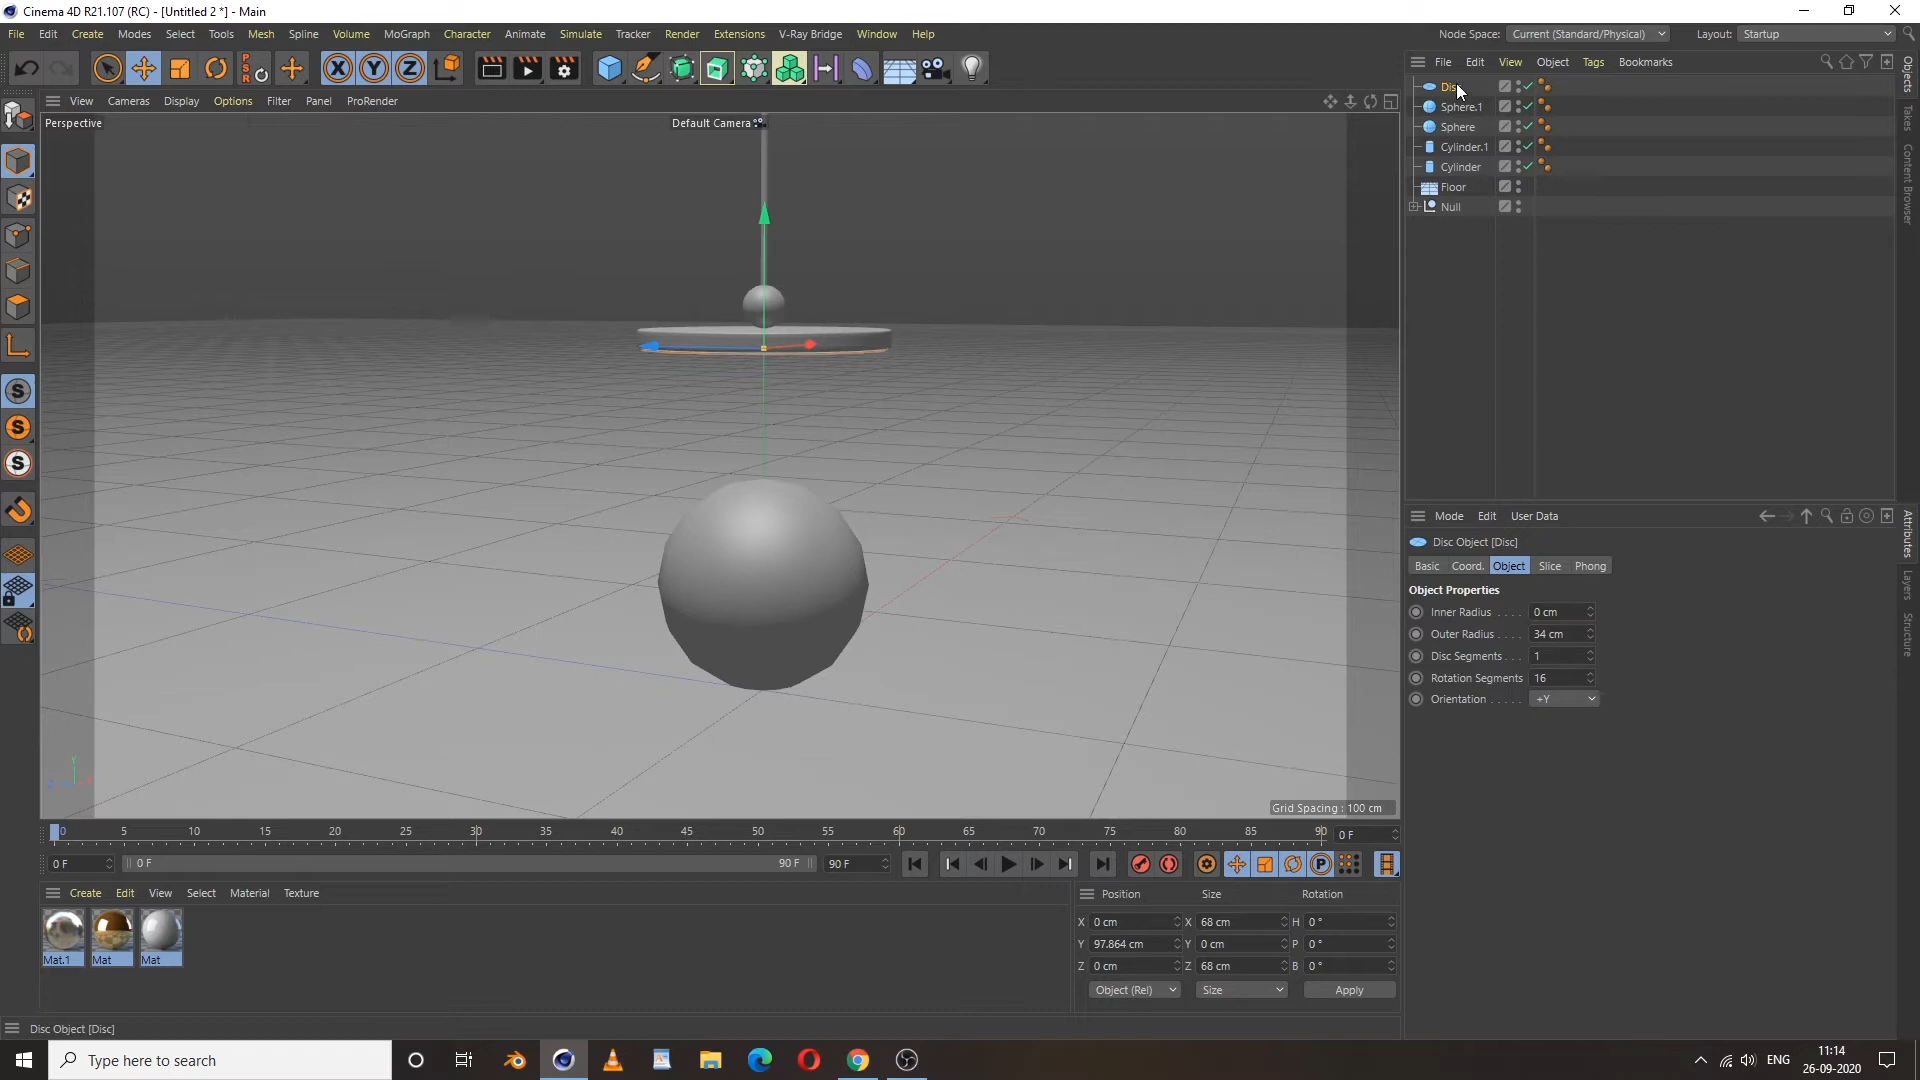 Cinema 4D R21.107 (RC) - [Untitled 2 *] - Main
File Edit Create Modes Select Tools Mesh Spline Volume MoGraph Character Animate Simulate Tracker Render Extensions V-Ray Bridge Window Help
Node Space: Current (Standard/Physical) Layout: Startup
P S R
X Y Z
File Edit View Object Tags Bookmarks
View Cameras Display Options Filter Panel ProRender
Perspective
Default Camera
Sphere.1
Sphere
Cylinder.1
Cylinder
Floor
Null
Objects
Takes
Content Browser
S
S
S
Mode Edit User Data
Attributes
Layers
Structure
Disc Object [Disc]
Basic Coord. Object Slice Phong
Object Properties
Inner Radius . . . . 0 cm
Outer Radius . . . . 34 cm
Disc Segments . . . 1
Rotation Segments 16
Orientation . . . . . +Y
Y
Grid Spacing : 100 cm
0 5 10 15 20 25 30 35 40 45 50 55 60 65 70 75 80 85 90 0 F
0 F 0 F 90 F 90 F
P
Create Edit View Select Material Texture
Mat.1 Mat Mat
Position Size Rotation
X 0 cm X 68 cm H 0 °
Y 97.864 cm Y 0 cm P 0 °
Z 0 cm Z 68 cm B 0 °
Object (Rel) Size Apply
Disc Object [Disc]
Type here to search
ENG
11:14
26-09-2020